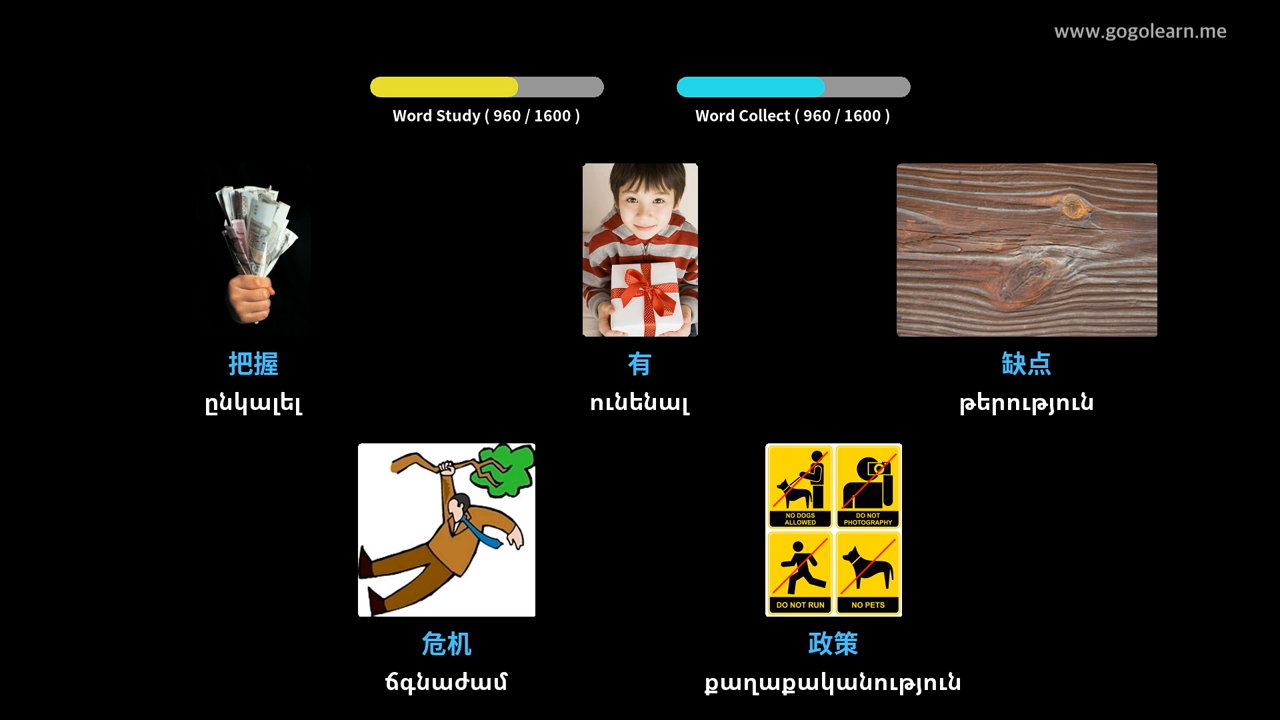 www.gogolearn.me
Word Study ( 960 / 1600 )
Word Collect ( 960 / 1600 )
把握
ընկալել
有
ունենալ
缺点
թերություն
NO DOGS
ALLOWED
DO NOT
PHOTOGRAPHY
DO NOT RUN
NO PETS
危机
ճգնաժամ
政策
քաղաքականություն